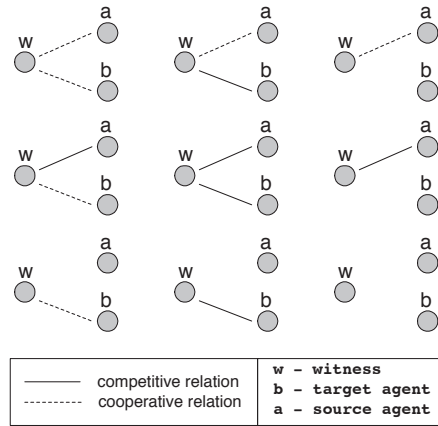 a a a
w w w
b b b
a a a
w w w
b b b
a a a
w w w
b b b
competitive relation
cooperative relation
w - witness
b - target agent
a - source agent